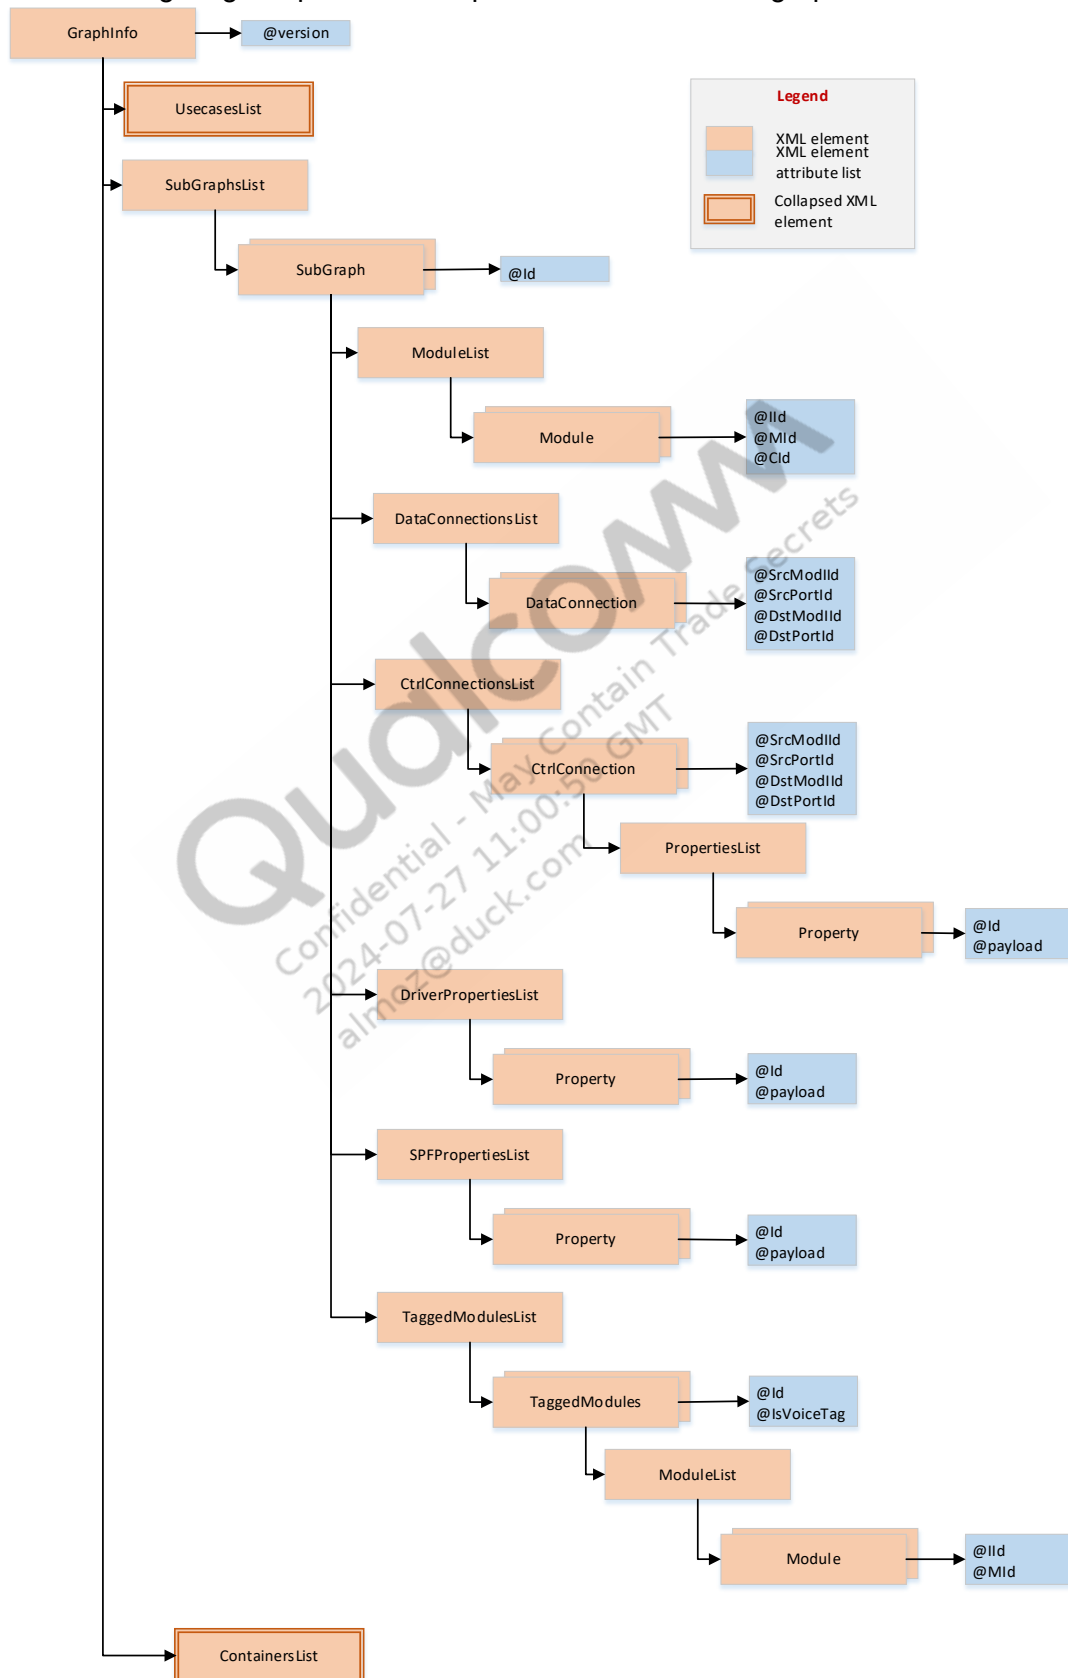 GraphInfo
@version
UsecasesList
Legend
XML element
XML element
attribute list
Collapsed XML
element
SubGraphsList
SubGraph
@Id
ModuleList
Module
@IId
@MId
@CId
DataConnectionsList
DataConnection
@SrcModIId
@SrcPortId
@DstModIId
@DstPortId
CtrlConnectionsList
CtrlConnection
@SrcModIId
@SrcPortId
@DstModIId
@DstPortId
PropertiesList
Property
@Id
@payload
DriverPropertiesList
Property
@Id
@payload
SPFPropertiesList
Property
@Id
@payload
TaggedModulesList
TaggedModules
@Id
@IsVoiceTag
ModuleList
Module
@IId
@MId
ContainersList
Qualcomm
Confidential - May Contain Trade Secrets
2024-07-27 11:00:50 GMT
almoz@duck.com